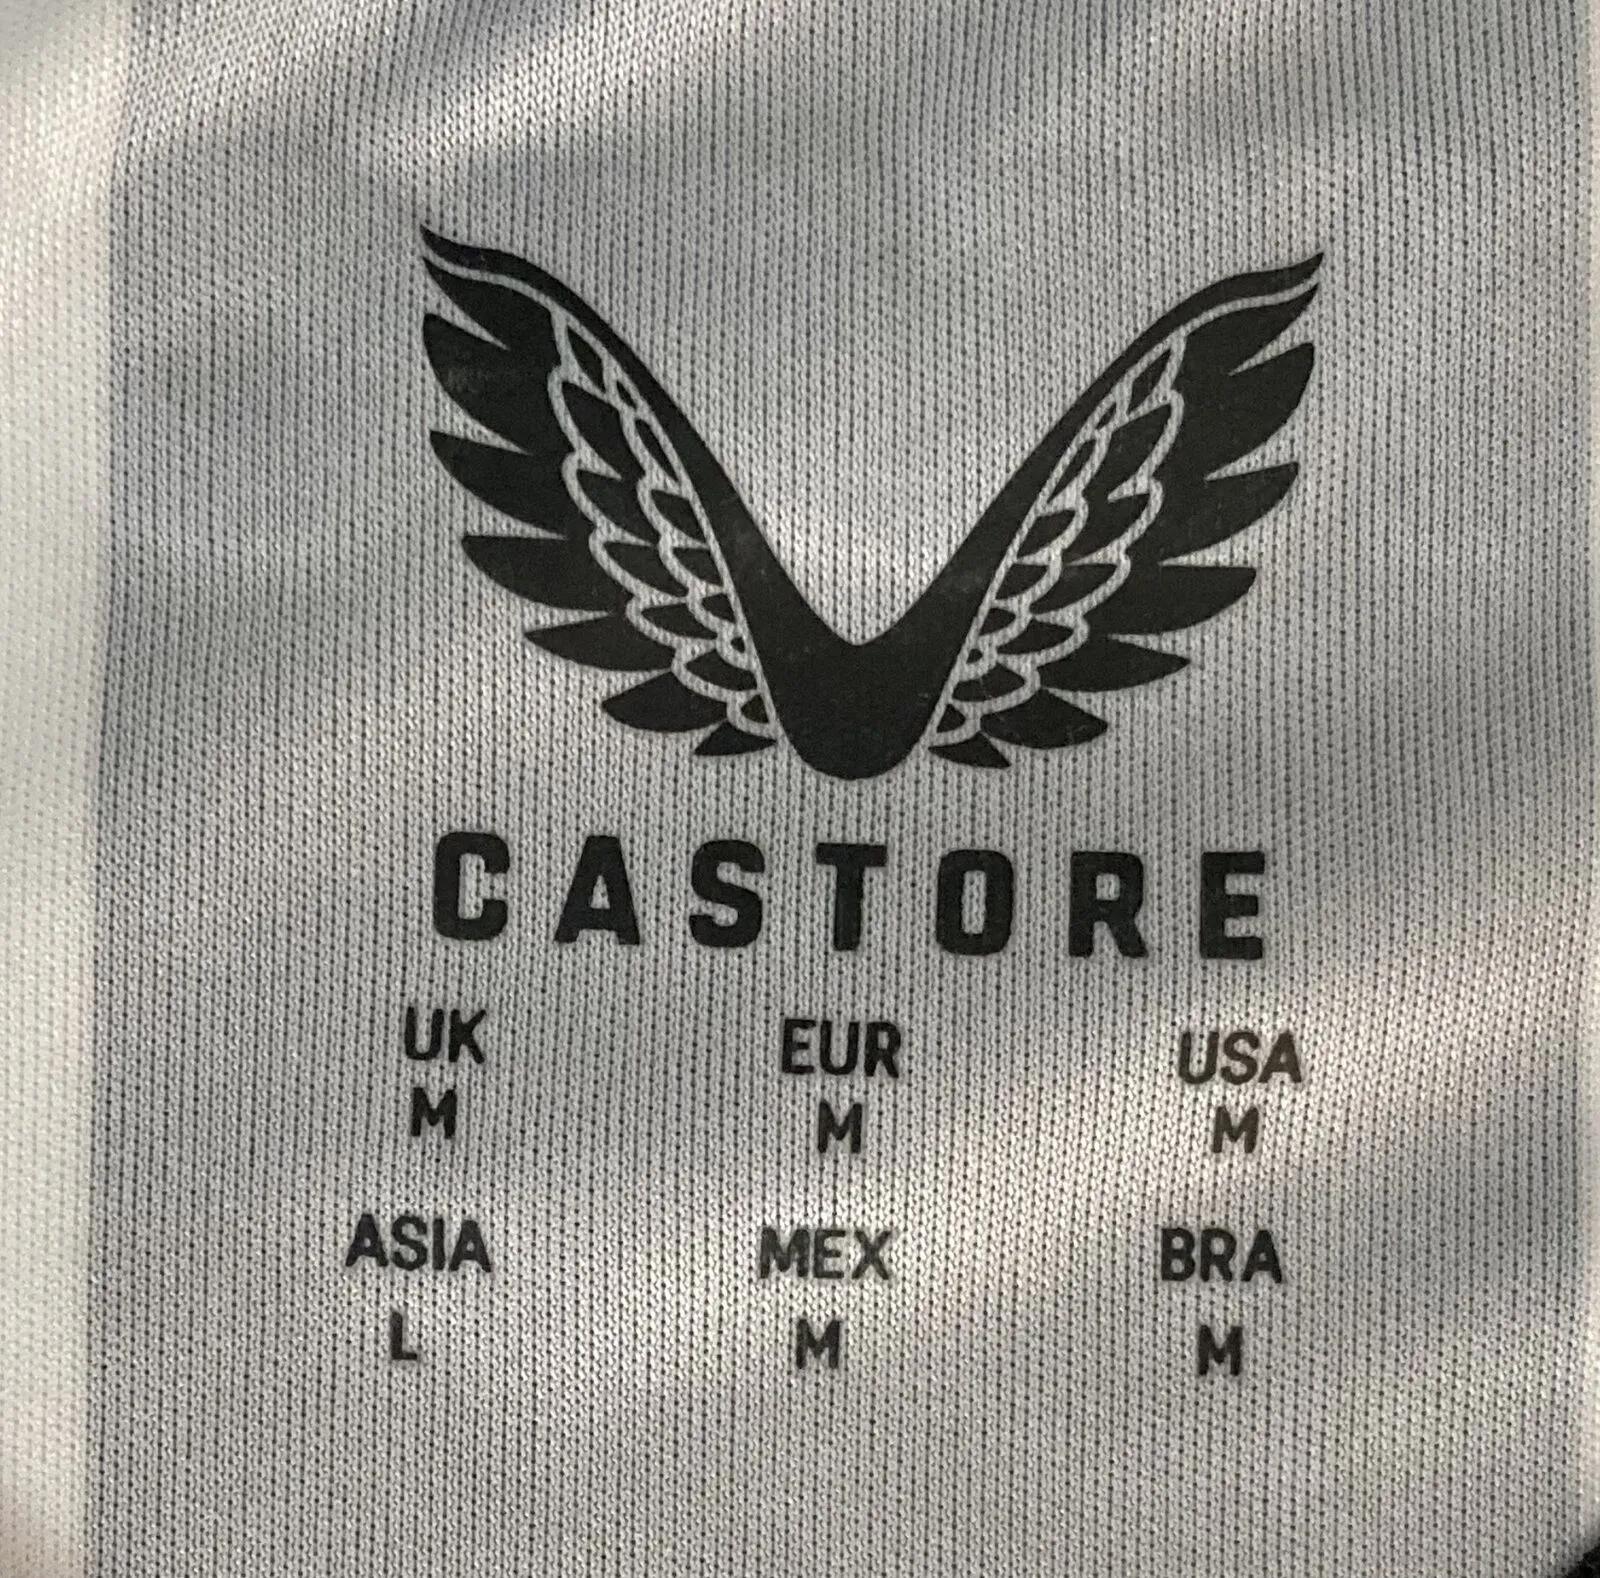 CASTORE
UK EUR USA
M M M
ASIA MEX BRA
L M M